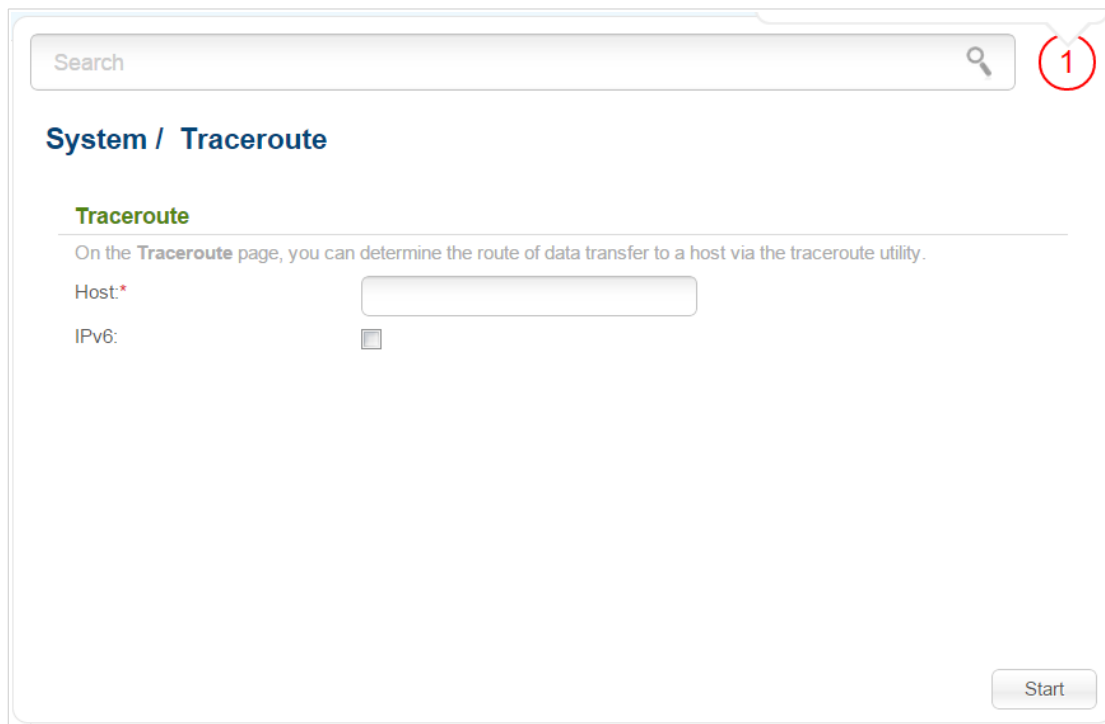 Search
1
System / Traceroute
Traceroute
On the Traceroute page, you can determine the route of data transfer to a host via the traceroute utility.
Host:*
IPv6:
Start